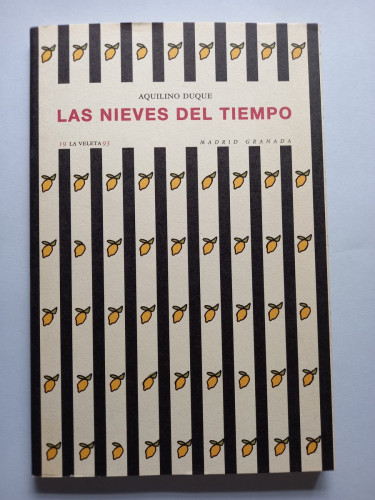 AQUILINO DUQUE
LAS NIEVES DEL TIEMPO
19 LA VELETA 93 MADRID GRANADA